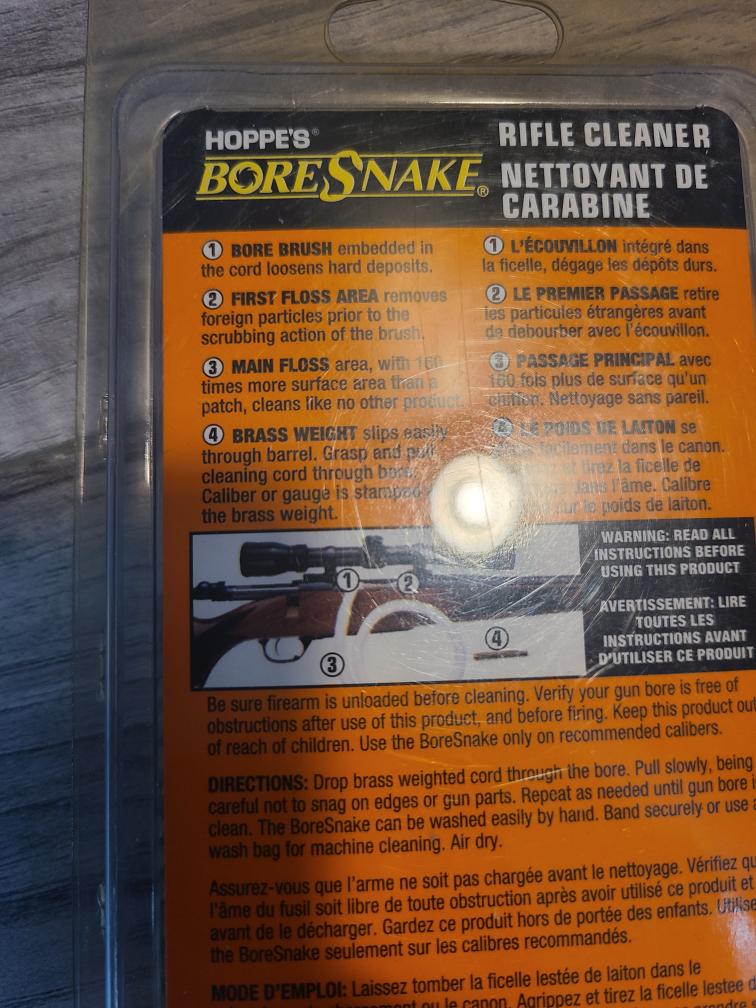 HOPPE'S®
BORESNAKE®
RIFLE CLEANER
NETTOYANT DE
CARABINE
1 BORE BRUSH embedded in
the cord loosens hard deposits.
2 FIRST FLOSS AREA removes
foreign particles prior to the
scrubbing action of the brush.
3 MAIN FLOSS area, with 160
times more surface area than a
patch, cleans like no other product.
4 BRASS WEIGHT slips easily
through barrel. Grasp and pull
cleaning cord through bore.
Caliber or gauge is stamped
the brass weight.
1 L'ÉCOUVILLON intégré dans
la ficelle, dégage les dépôts durs.
2 LE PREMIER PASSAGE retire
les particules étrangères avant
de debourber avec l'écouvillon.
3 PASSAGE PRINCIPAL avec
160 fois plus de surface qu'un
chiffon. Nettoyage sans pareil.
4 LE POIDS DE LAITON se
facilement dans le canon.
et tirez la ficelle de
dans l'âme. Calibre
sur le poids de laiton.
1 2
3
4
WARNING: READ ALL
INSTRUCTIONS BEFORE
USING THIS PRODUCT
AVERTISSEMENT: LIRE
TOUTES LES
INSTRUCTIONS AVANT
D'UTILISER CE PRODUIT
Be sure firearm is unloaded before cleaning. Verify your gun bore is free of
obstructions after use of this product, and before firing. Keep this product out
of reach of children. Use the BoreSnake only on recommended calibers.
DIRECTIONS: Drop brass weighted cord through the bore. Pull slowly, being
careful not to snag on edges or gun parts. Repeat as needed until gun bore
clean. The BoreSnake can be washed easily by hand. Band securely or use a
wash bag for machine cleaning. Air dry.
Assurez-vous que l'arme ne soit pas chargée avant le nettoyage. Vérifiez qu
l'âme du fusil soit libre de toute obstruction après avoir utilisé ce produit et
avant de le décharger. Gardez ce produit hors de portée des enfants. Utilise
the BoreSnake seulement sur les calibres recommandés.
MODE D'EMPLOI: Laissez tomber la ficelle lestée de laiton dans le
ou le canon. Agrippez et tirez la ficelle lestée